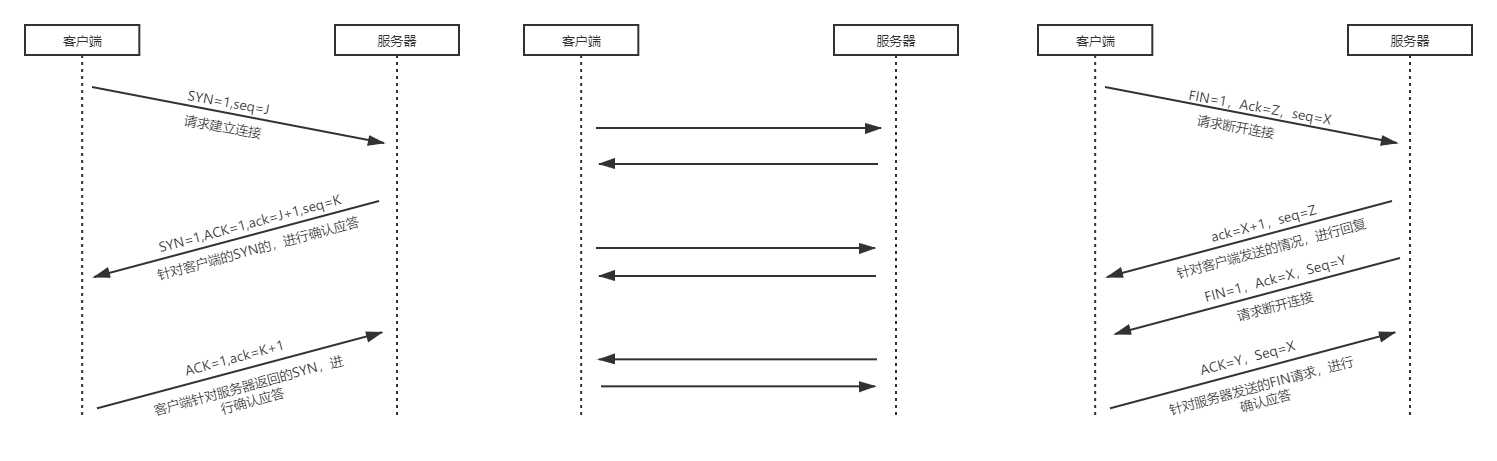 客户端
服务器
SYN=1,seq=J
请求建立连接
SYN=1,ACK=1,ack=J+1,seq=K
针对客户端的SYN的，进行确认应答
ACK=1,ack=K+1
客户端针对服务器返回的SYN，进
行确认应答
客户端
服务器
客户端
服务器
FIN=1，Ack=Z，seq=X
请求断开连接
ack=X+1，seq=Z
针对客户端发送的情况，进行回复
FIN=1，Ack=X，Seq=Y
请求断开连接
ACK=Y，Seq=X
针对服务器发送的FIN请求，进行
确认应答